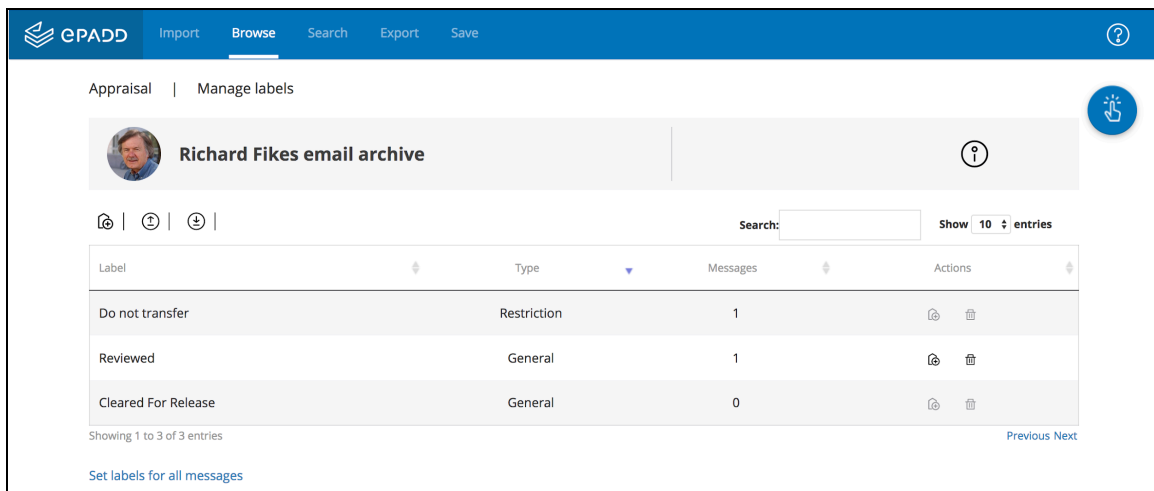 ePADD Import Browse Search Export Save
Appraisal | Manage labels
Richard Fikes email archive
Search: Show 10 entries
Label Type Messages Actions
Do not transfer Restriction 1
Reviewed General 1
Cleared For Release General 0
Showing 1 to 3 of 3 entries Previous Next
Set labels for all messages